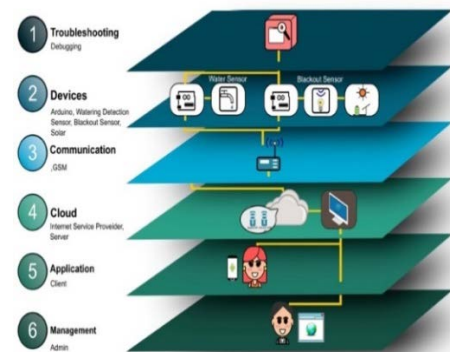 1
Troubleshooting
Debugging
2
Devices
Arduino, Watering Detection
Sensor, Blackout Sensor,
Solar
Water Sensor
Blackout Sensor
3
Communication
,GSM
4
Cloud
Internet Service Proveider,
Server
5
Application
Client
6
Management
Admin